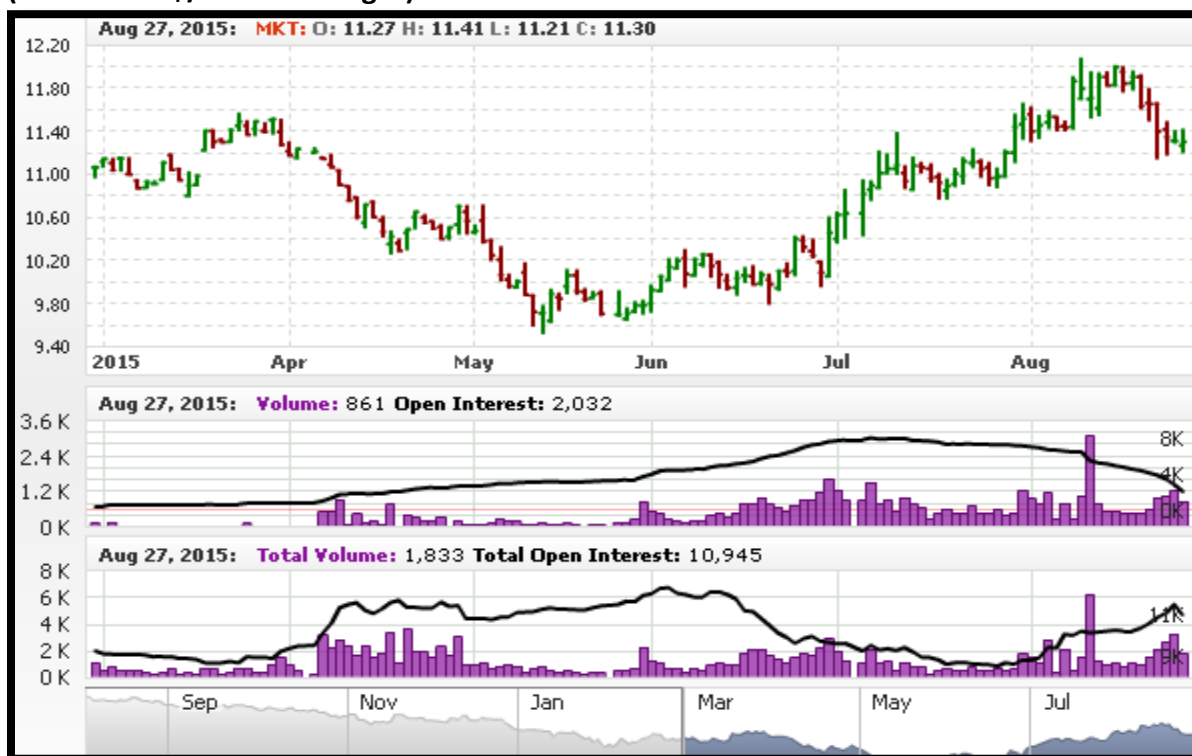 Aug 27, 2015: MKT: O: 11.27 H: 11.41 L: 11.21 C: 11.30
12.20
11.80
11.40
11.00
10.60
10.20
9.80
9.40
2015 Apr May Jun Jul Aug
Aug 27, 2015: Volume: 861 Open Interest: 2,032
3.6 K
8K
2.4 K
4K
1.2 K
0K
0 K
Aug 27, 2015: Total Volume: 1,833 Total Open Interest: 10,945
8 K
6 K
4 K
11K
2 K
9K
0 K
Sep Nov Jan Mar May Jul